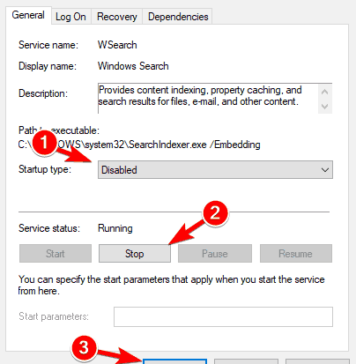 General Log On Recovery Dependencies
Service name: WSearch
Display name: Windows Search
Description: Provides content indexing, property caching, and
search results for files, e-mail, and other content.
Path executable:
C:\ system32\SearchIndexer.exe /Embedding
1
Startup type: Disabled
2
Service status: Running
Start Stop Pause Resume
You can specify the start parameters that apply when you start the service
from here.
Start parameters:
3